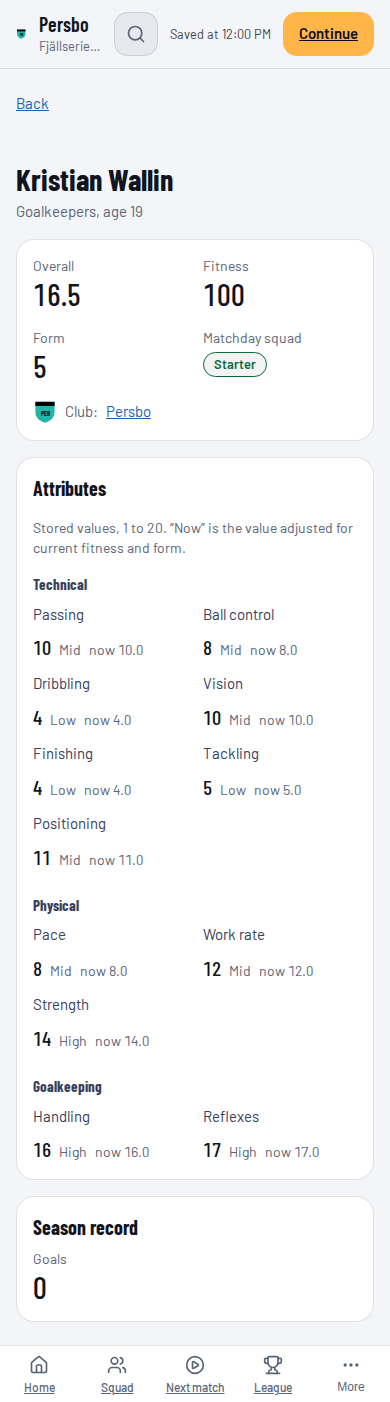 Persbo
Fjällserie...
Saved at 12:00 PM
Continue
Back
Kristian Wallin
Goalkeepers, age 19
Overall
Fitness
16.5
100
Form
Matchday squad
5
Starter
PER
Club: Persbo
Attributes
Stored values, 1 to 20. “Now” is the value adjusted for
current fitness and form.
Technical
Passing
Ball control
10 Mid now 10.0
8 Mid now 8.0
Dribbling
Vision
4 Low now 4.0
10 Mid now 10.0
Finishing
Tackling
4 Low now 4.0
5 Low now 5.0
Positioning
11 Mid now 11.0
Physical
Pace
Work rate
8 Mid now 8.0
12 Mid now 12.0
Strength
14 High now 14.0
Goalkeeping
Handling
Reflexes
16 High now 16.0
17 High now 17.0
Season record
Goals
0
Home
Squad
Next match
League
More